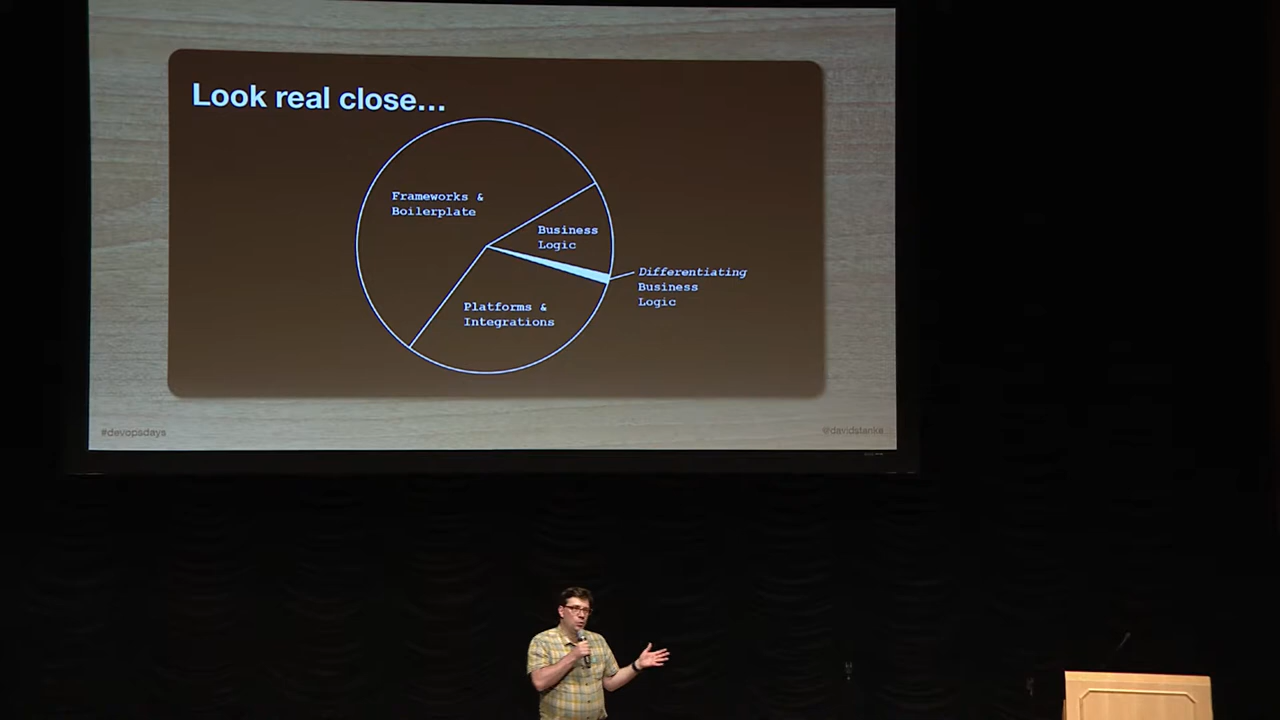 Look real close...
Frameworks &
Boilerplate
Business
Logic
Differentiating
Business
Logic
Platforms &
Integrations
#devopsdays
@davidstanke